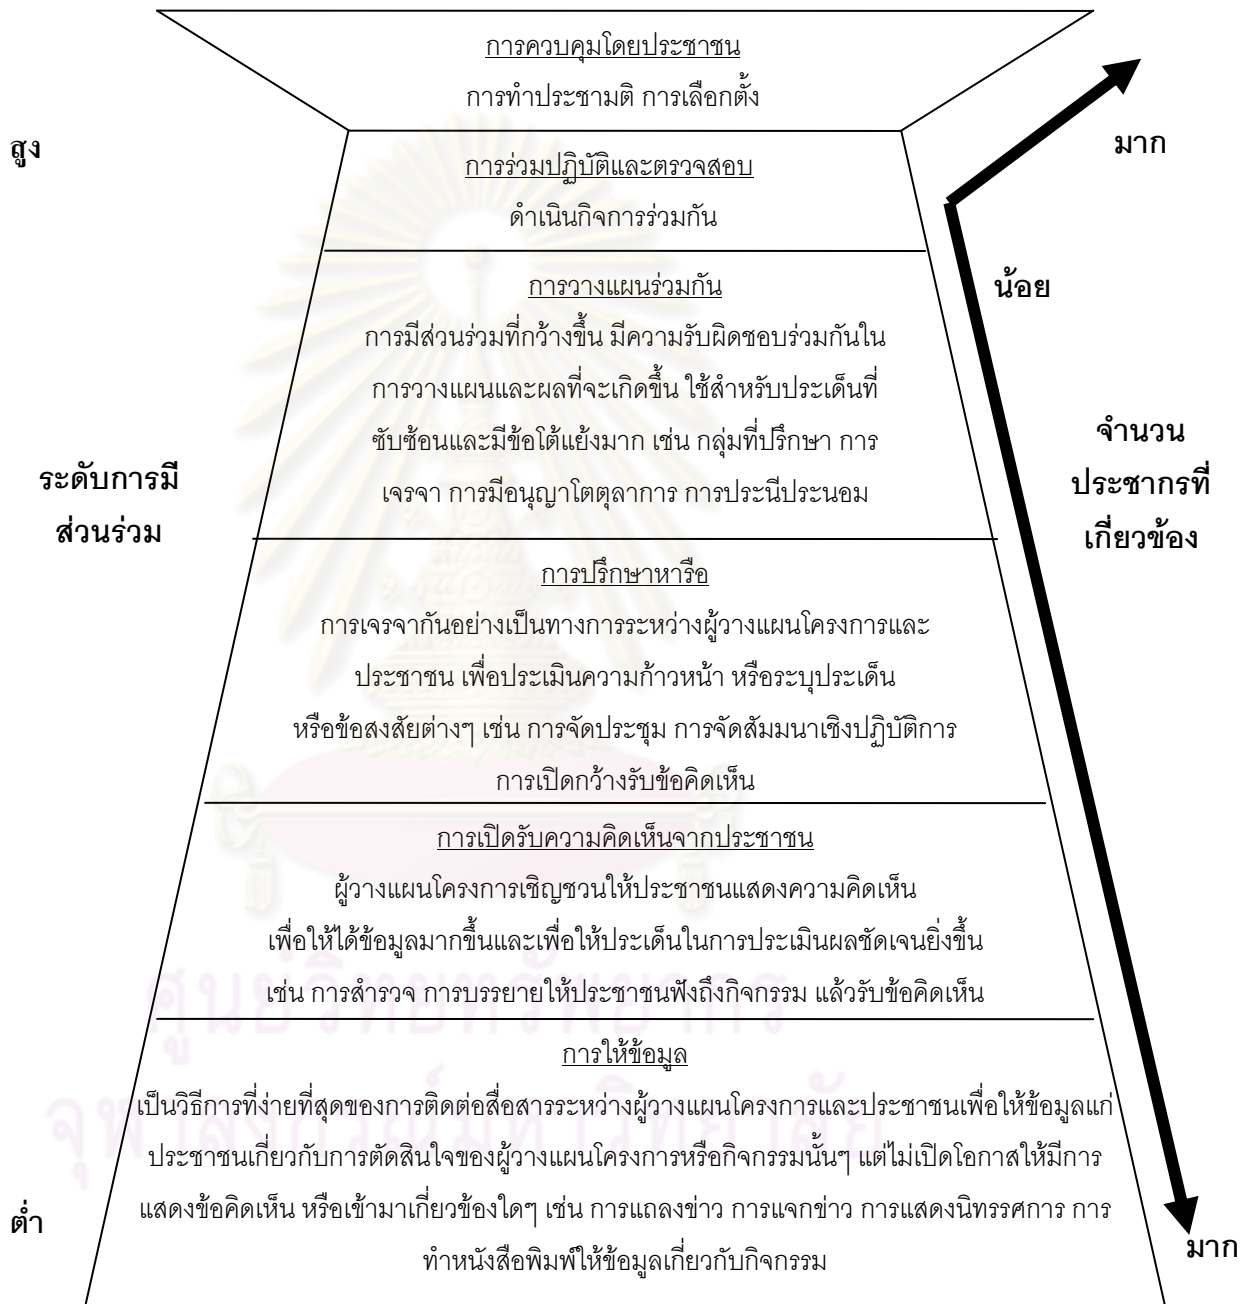 การควบคุมโดยประชาชน
การทำประชามติ การเลือกตั้ง
สูง
มาก
การร่วมปฏิบัติและตรวจสอบ
ดำเนินกิจการร่วมกัน
น้อย
การวางแผนร่วมกัน
การมีส่วนร่วมที่กว้างขึ้น มีความรับผิดชอบร่วมกันใน
การวางแผนและผลที่จะเกิดขึ้น ใช้สำหรับประเด็นที่
ซับซ้อนและมีข้อโต้แย้งมาก เช่น กลุ่มที่ปรึกษา การ
เจรจา การมีอนุญาโตตุลาการ การประนีประนอม
ระดับการมี
ส่วนร่วม
จำนวน
ประชากรที่
เกี่ยวข้อง
การปรึกษาหารือ
การเจรจากันอย่างเป็นทางการระหว่างผู้วางแผนโครงการและ
ประชาชน เพื่อประเมินความก้าวหน้า หรือระบุประเด็น
หรือข้อสงสัยต่างๆ เช่น การจัดประชุม การจัดสัมมนาเชิงปฏิบัติการ
การเปิดกว้างรับข้อคิดเห็น
การเปิดรับความคิดเห็นจากประชาชน
ผู้วางแผนโครงการเชิญชวนให้ประชาชนแสดงความคิดเห็น
เพื่อให้ได้ข้อมูลมากขึ้นและเพื่อให้ประเด็นในการประเมินผลชัดเจนยิ่งขึ้น
เช่น การสำรวจ การบรรยายให้ประชาชนฟังถึงกิจกรรม แล้วรับข้อคิดเห็น
ศูนย์วิทยทรัพยากร
จุฬาลงกรณ์มหาวิทยาลัย
การให้ข้อมูล
เป็นวิธีการที่ง่ายที่สุดของการติดต่อสื่อสารระหว่างผู้วางแผนโครงการและประชาชนเพื่อให้ข้อมูลแก่
ประชาชนเกี่ยวกับการตัดสินใจของผู้วางแผนโครงการหรือกิจกรรมนั้นๆ แต่ไม่เปิดโอกาสให้มีการ
แสดงข้อคิดเห็น หรือเข้ามาเกี่ยวข้องใดๆ เช่น การแถลงข่าว การแจกข่าว การแสดงนิทรรศการ การ
ทำหนังสือพิมพ์ให้ข้อมูลเกี่ยวกับกิจกรรม
ต่ำ
มาก